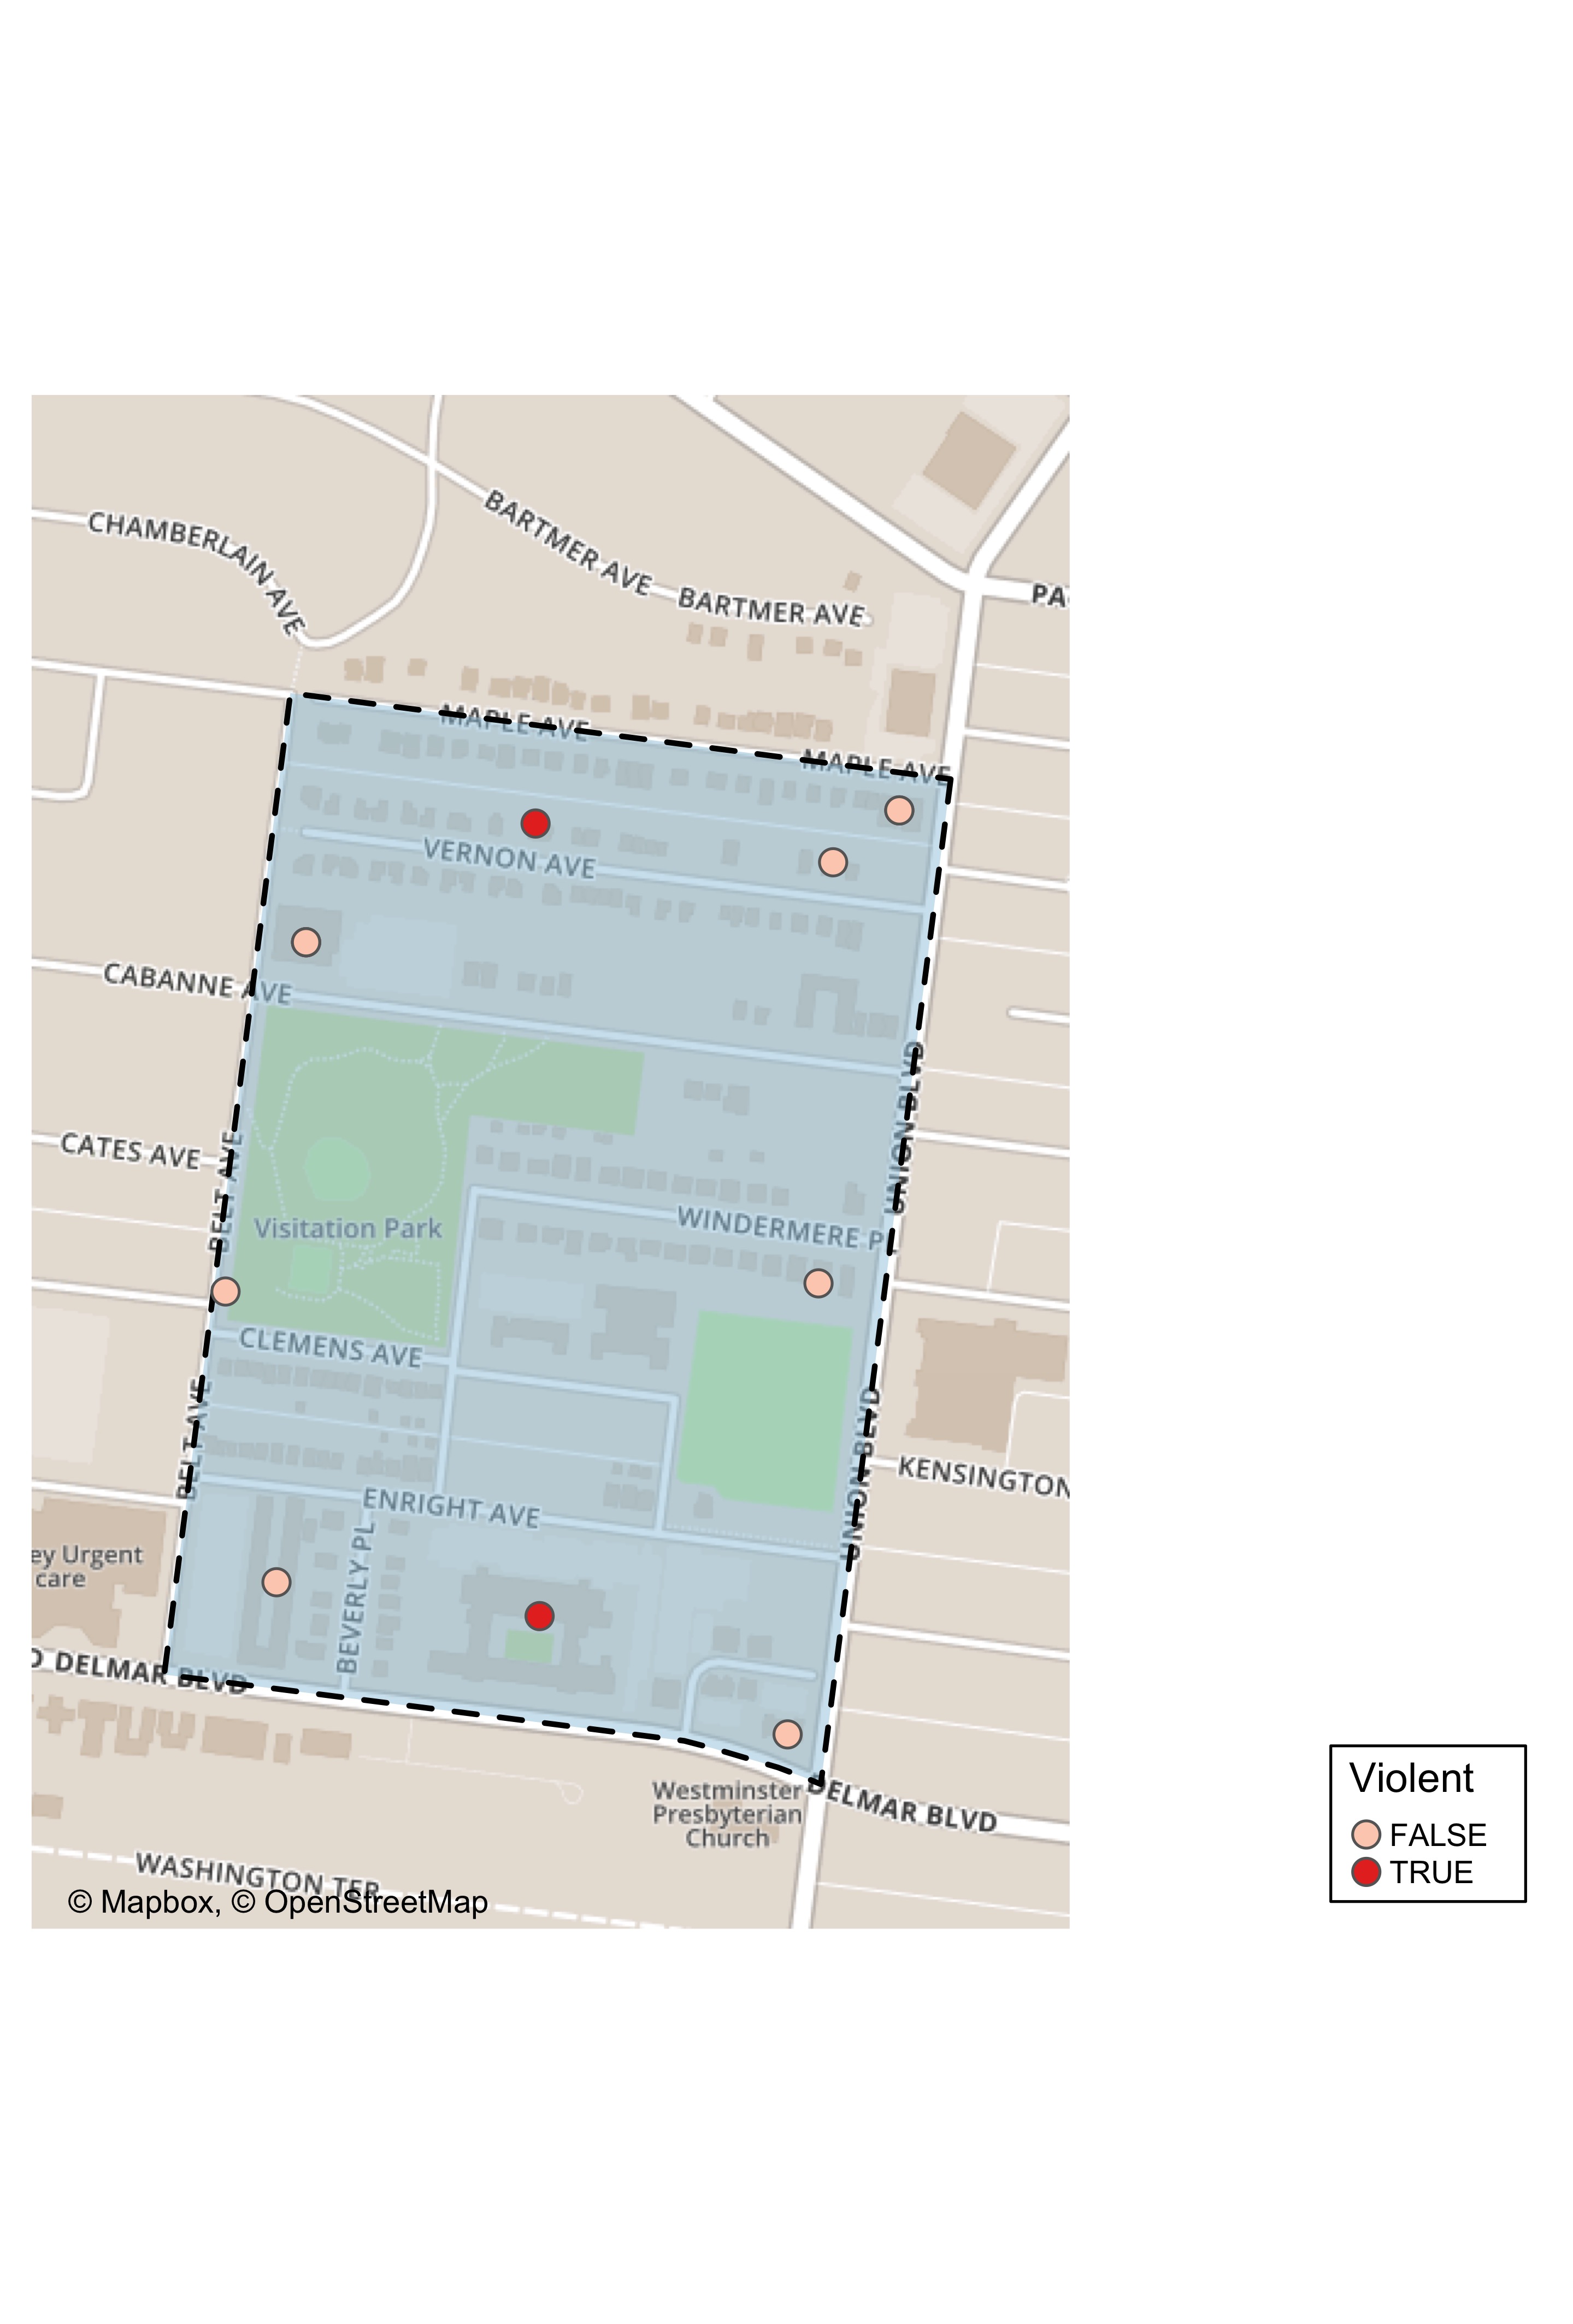 BARTMER AVE
CHAMBERLAIN AVE
BARTMER AVE
MAPLE AVE
MAPLE AVE
VERNON AVE
CABANNE AVE
UNION BLVD
CATES AVE
BELT AVE
Visitation Park
WINDERMERE
CLEMENS AVE
BELT AVE
UNION BLVD
KENSINGTON
ENRIGHT AVE
UNION BLVD
BEVERLY PL
ey Urgent
care
DELMAR BLVD
Westminster
Presbyterian
Church
DELMAR BLVD
WASHINGTON TER
© Mapbox, © OpenStreetMap
Violent
FALSE
TRUE